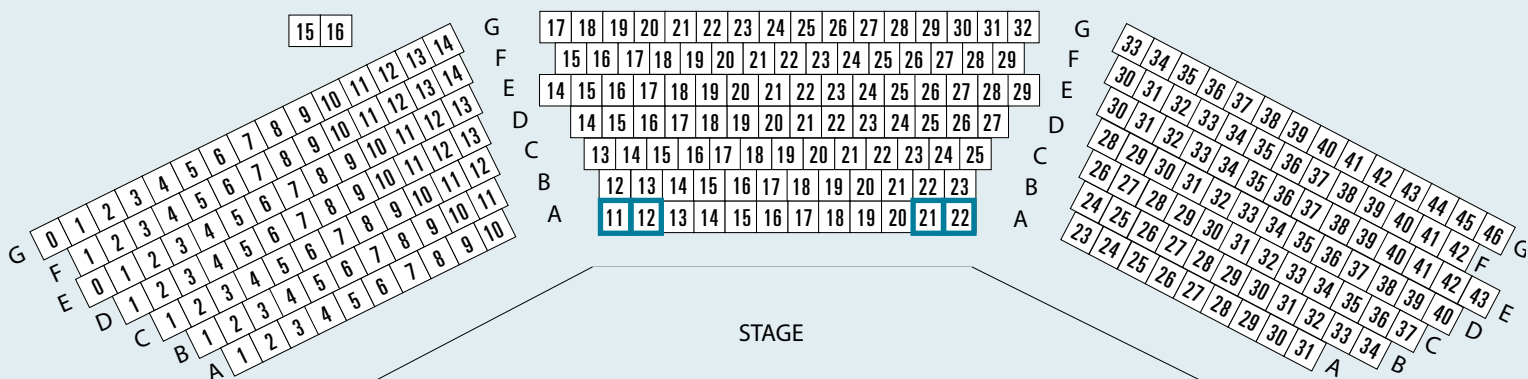 15 16
G 0 1 2 3 4 5 6 7 8 9 10 11 12 13 14
F 1 2 3 4 5 6 7 8 9 10 11 12 13 14
E 0 1 2 3 4 5 6 7 8 9 10 11 12 13
D 1 2 3 4 5 6 7 8 9 10 11 12 13
C 1 2 3 4 5 6 7 8 9 10 11 12
B 1 2 3 4 5 6 7 8 9 10 11
A 1 2 3 4 5 6 7 8 9 10
G 17 18 19 20 21 22 23 24 25 26 27 28 29 30 31 32 G
F 15 16 17 18 19 20 21 22 23 24 25 26 27 28 29 F
E 14 15 16 17 18 19 20 21 22 23 24 25 26 27 28 29 E
D 14 15 16 17 18 19 20 21 22 23 24 25 26 27 D
C 13 14 15 16 17 18 19 20 21 22 23 24 25 C
B 12 13 14 15 16 17 18 19 20 21 22 23 B
A 11 12 13 14 15 16 17 18 19 20 21 22 A
33 34 35 36 37 38 39 40 41 42 43 44 45 46 G
30 31 32 33 34 35 36 37 38 39 40 41 42 F
30 31 32 33 34 35 36 37 38 39 40 41 42 43 E
28 29 30 31 32 33 34 35 36 37 38 39 40 D
26 27 28 29 30 31 32 33 34 35 36 37 C
24 25 26 27 28 29 30 31 32 33 34 B
23 24 25 26 27 28 29 30 31 A
STAGE